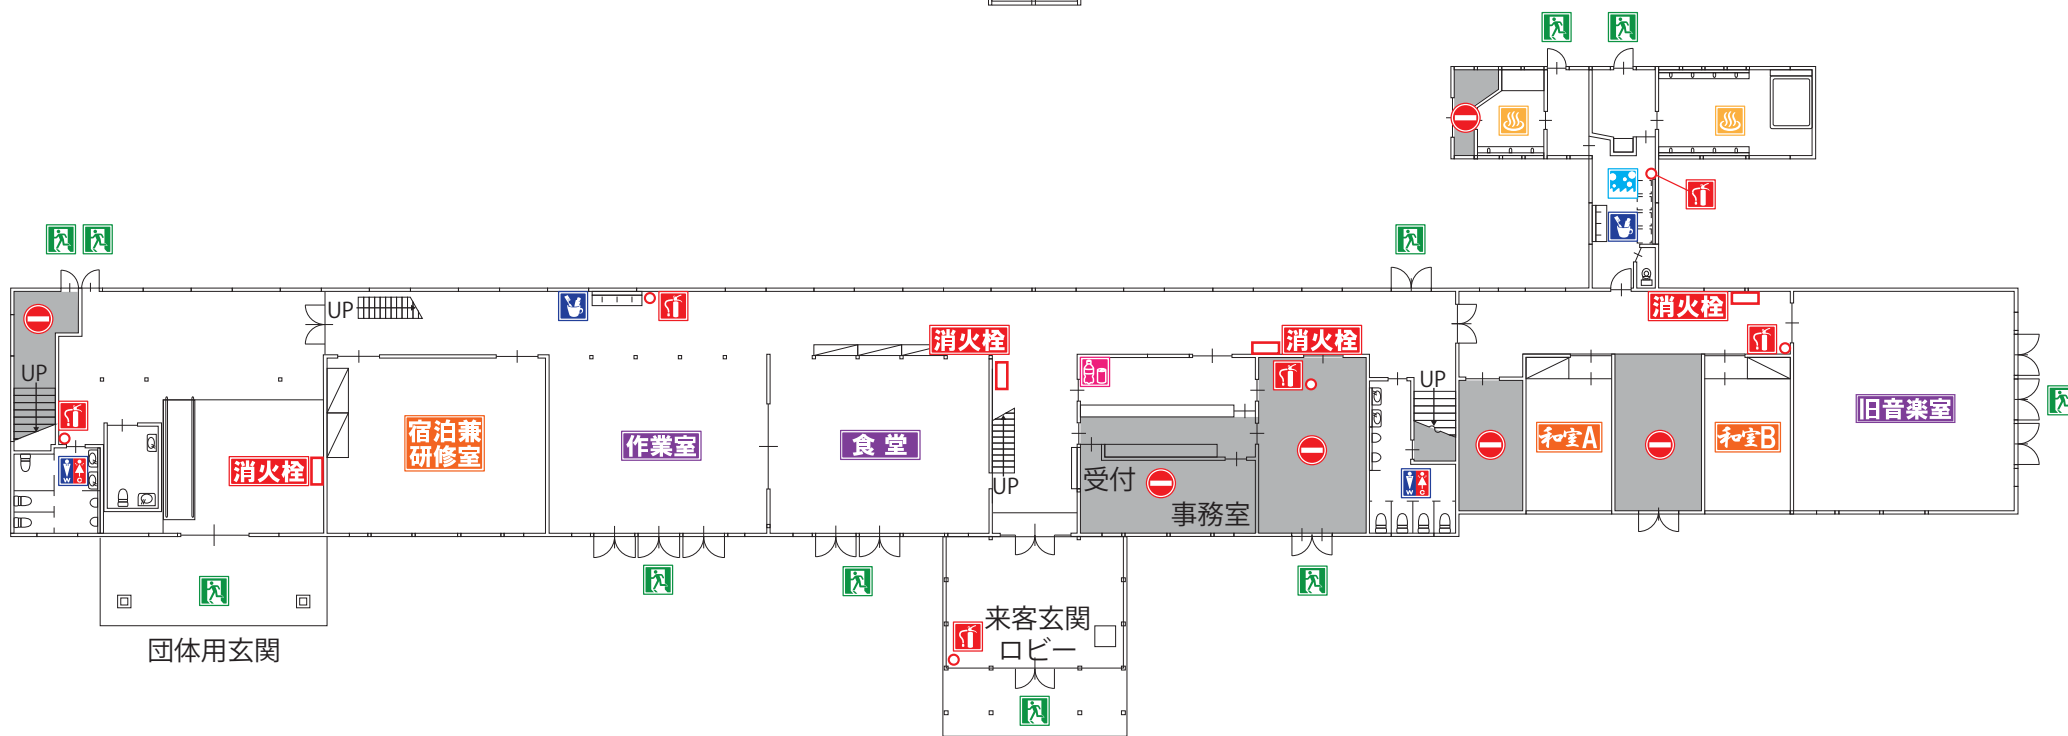 UP
消火栓
消火栓
消火栓
UP
UP
宿泊兼
研修室
作業室
食堂
和室A
和室B
旧音楽室
消火栓
受付
UP
事務室
W
C
W
C
来客玄関
ロビー
団体用玄関